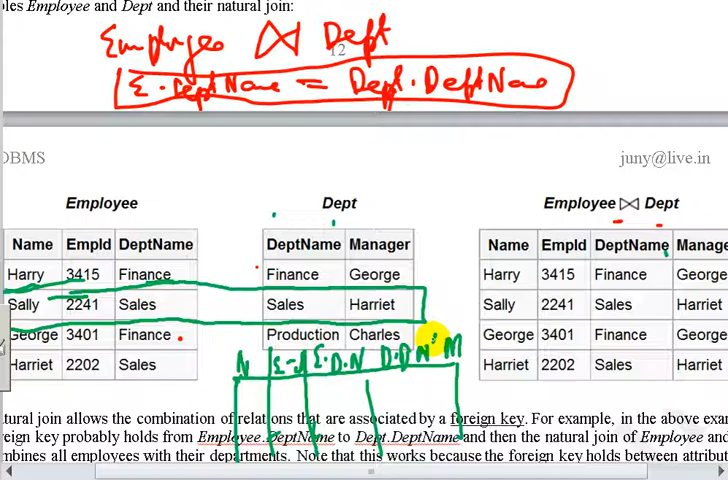 ples Employee and Dept and their natural join:
Employee ⋈ Dept
12
E.DeptName = Dept.DeptName
DBMS
juny@live.in
Employee Dept Employee ⋈ Dept
Name EmpId DeptName DeptName Manager Name EmpId DeptName Manage
Harry 3415 Finance Finance George Harry 3415 Finance George
Sally 2241 Sales Sales Harriet Sally 2241 Sales Harriet
George 3401 Finance Production Charles George 3401 Finance George
Harriet 2202 Sales Harriet 2202 Sales Harriet
N E.D.N D.D N M
atural join allows the combination of relations that are associated by a foreign key. For example, in the above exa
reign key probably holds from Employee.DeptName to Dept.DeptName and then the natural join of Employee and
mbines all employees with their departments. Note that this works because the foreign key holds between attribut